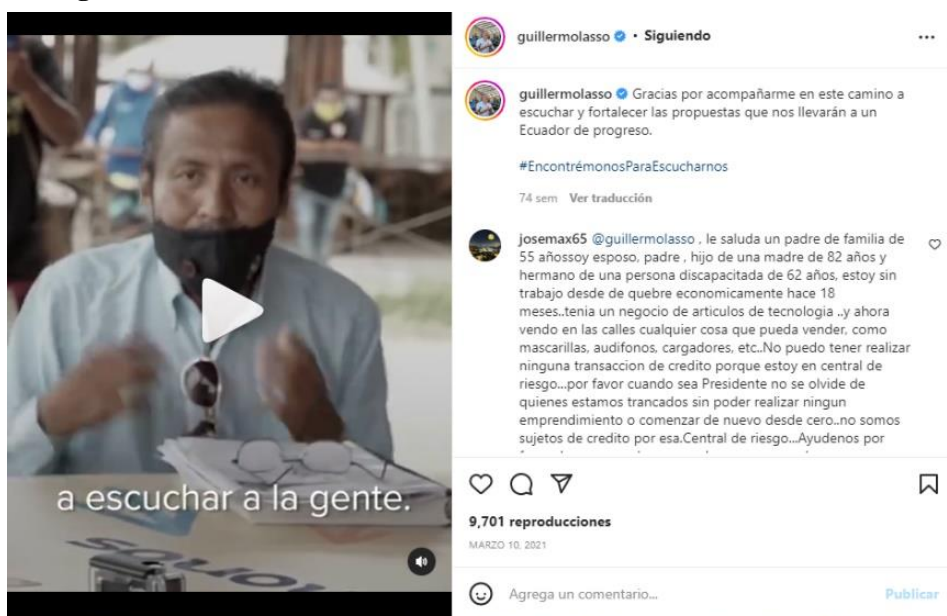 guillermolasso • Siguiendo
guillermolasso Gracias por acompañarme en este camino a
escuchar y fortalecer las propuestas que nos llevarán a un
Ecuador de progreso.
#EncontrémonosParaEscucharnos
74 sem Ver traducción
josemax65 @guillermolasso , le saluda un padre de familia de
55 añossoy esposo, padre , hijo de una madre de 82 años y
hermano de una persona discapacitada de 62 años, estoy sin
trabajo desde de quebre economicamente hace 18
meses..tenia un negocio de articulos de tecnologia ..y ahora
vendo en las calles cualquier cosa que pueda vender, como
mascarillas, audifonos, cargadores, etc..No puedo tener realizar
ninguna transaccion de credito porque estoy en central de
riesgo...por favor cuando sea Presidente no se olvide de
quienes estamos trancados sin poder realizar ningun
emprendimiento o comenzar de nuevo desde cero..no somos
sujetos de credito por esa.Central de riesgo...Ayudenos por
a escuchar a la gente.
9,701 reproducciones
MARZO 10, 2021
Agrega un comentario...
Publicar